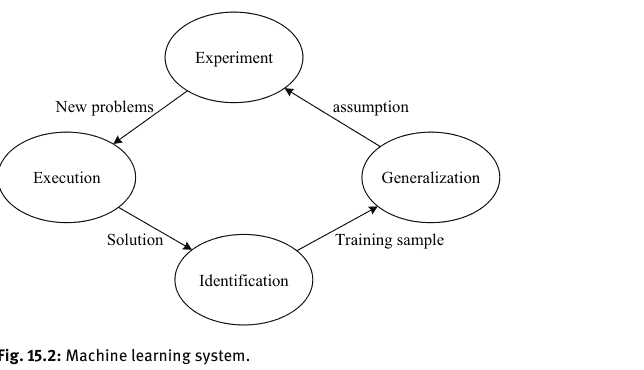 Experiment
New problems
assumption
Execution
Generalization
Solution
Training sample
Identification
Fig. 15.2: Machine learning system.